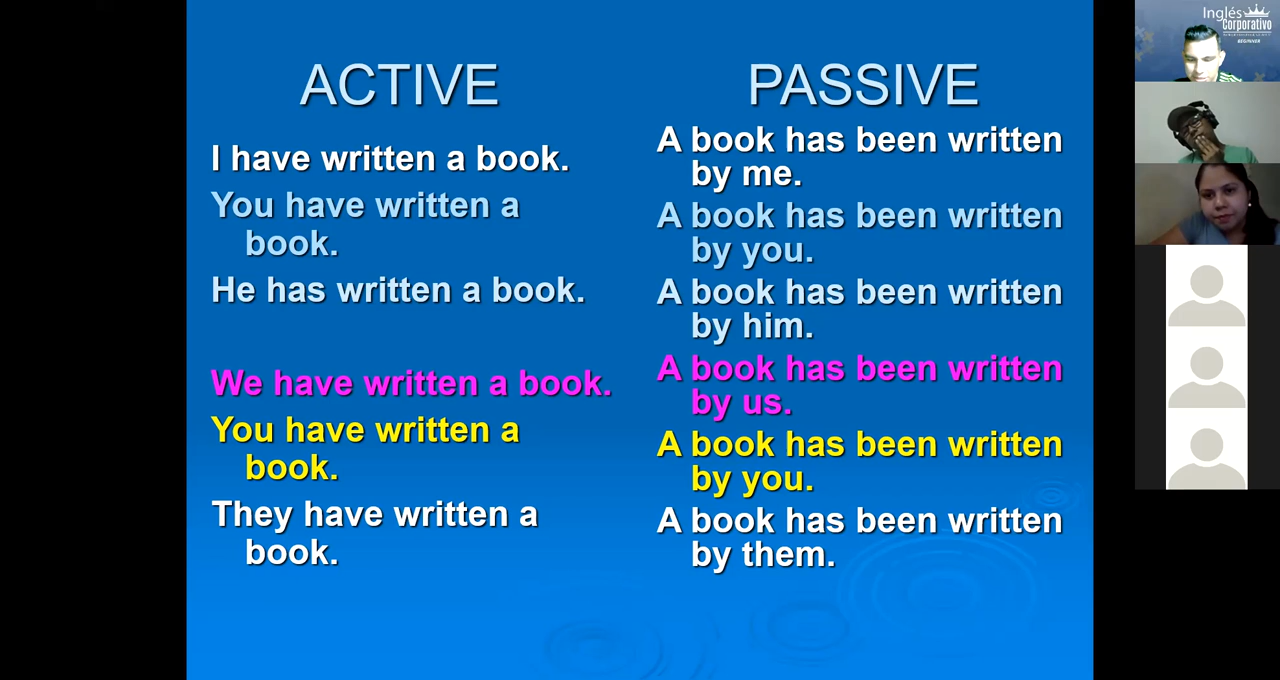 ACTIVE
I have written a book.
You have written a
book.
He has written a book.
We have written a book.
You have written a
book.
They have written a
book.
PASSIVE
A book has been written
by me.
A book has been written
by you.
A book has been written
by him.
A book has been written
by us.
A book has been written
by you.
A book has been written
by them.
Inglés
Corporativo
BEGINNER